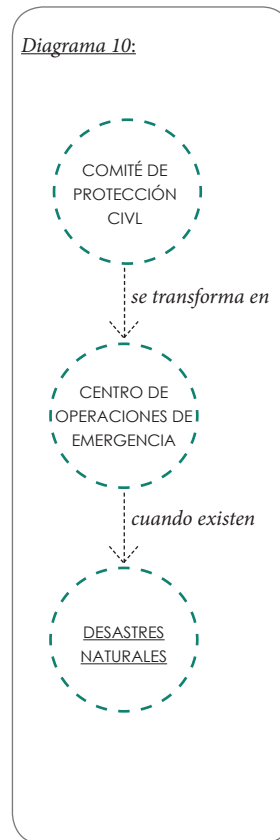 Diagrama 10:
COMITÉ DE
PROTECCIÓN
CIVL
se transforma en
CENTRO DE
OPERACIONES DE
EMERGENCIA
cuando existen
DESASTRES
NATURALES